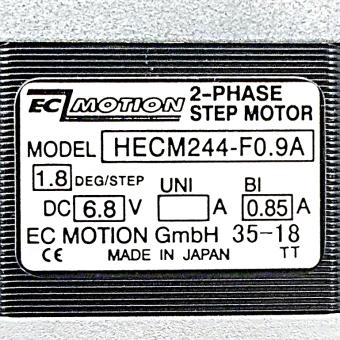 EC MOTION 2-PHASE
STEP MOTOR
MODEL HECM244-F0.9A
1.8 DEG/STEP UNI BI
DC 6.8 V A 0.85 A
EC MOTION GmbH 35-18
CE MADE IN JAPAN TT